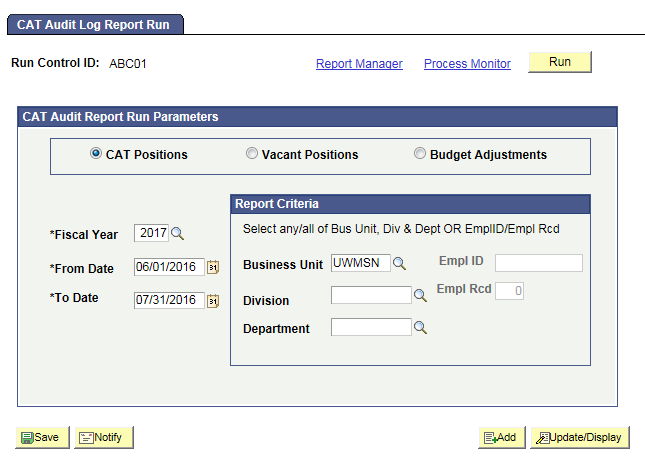 CAT Audit Log Report Run
Run Control ID: ABC01 Report Manager Process Monitor Run
CAT Audit Report Run Parameters
CAT Positions Vacant Positions Budget Adjustments
Report Criteria
Select any/all of Bus Unit, Div & Dept OR EmplID/Empl Rcd
*Fiscal Year 2017
*From Date 06/01/2016 31
*To Date 07/31/2016 31
Business Unit UWMSN Empl ID
Division Empl Rcd 0
Department
Save Notify Add Update/Display